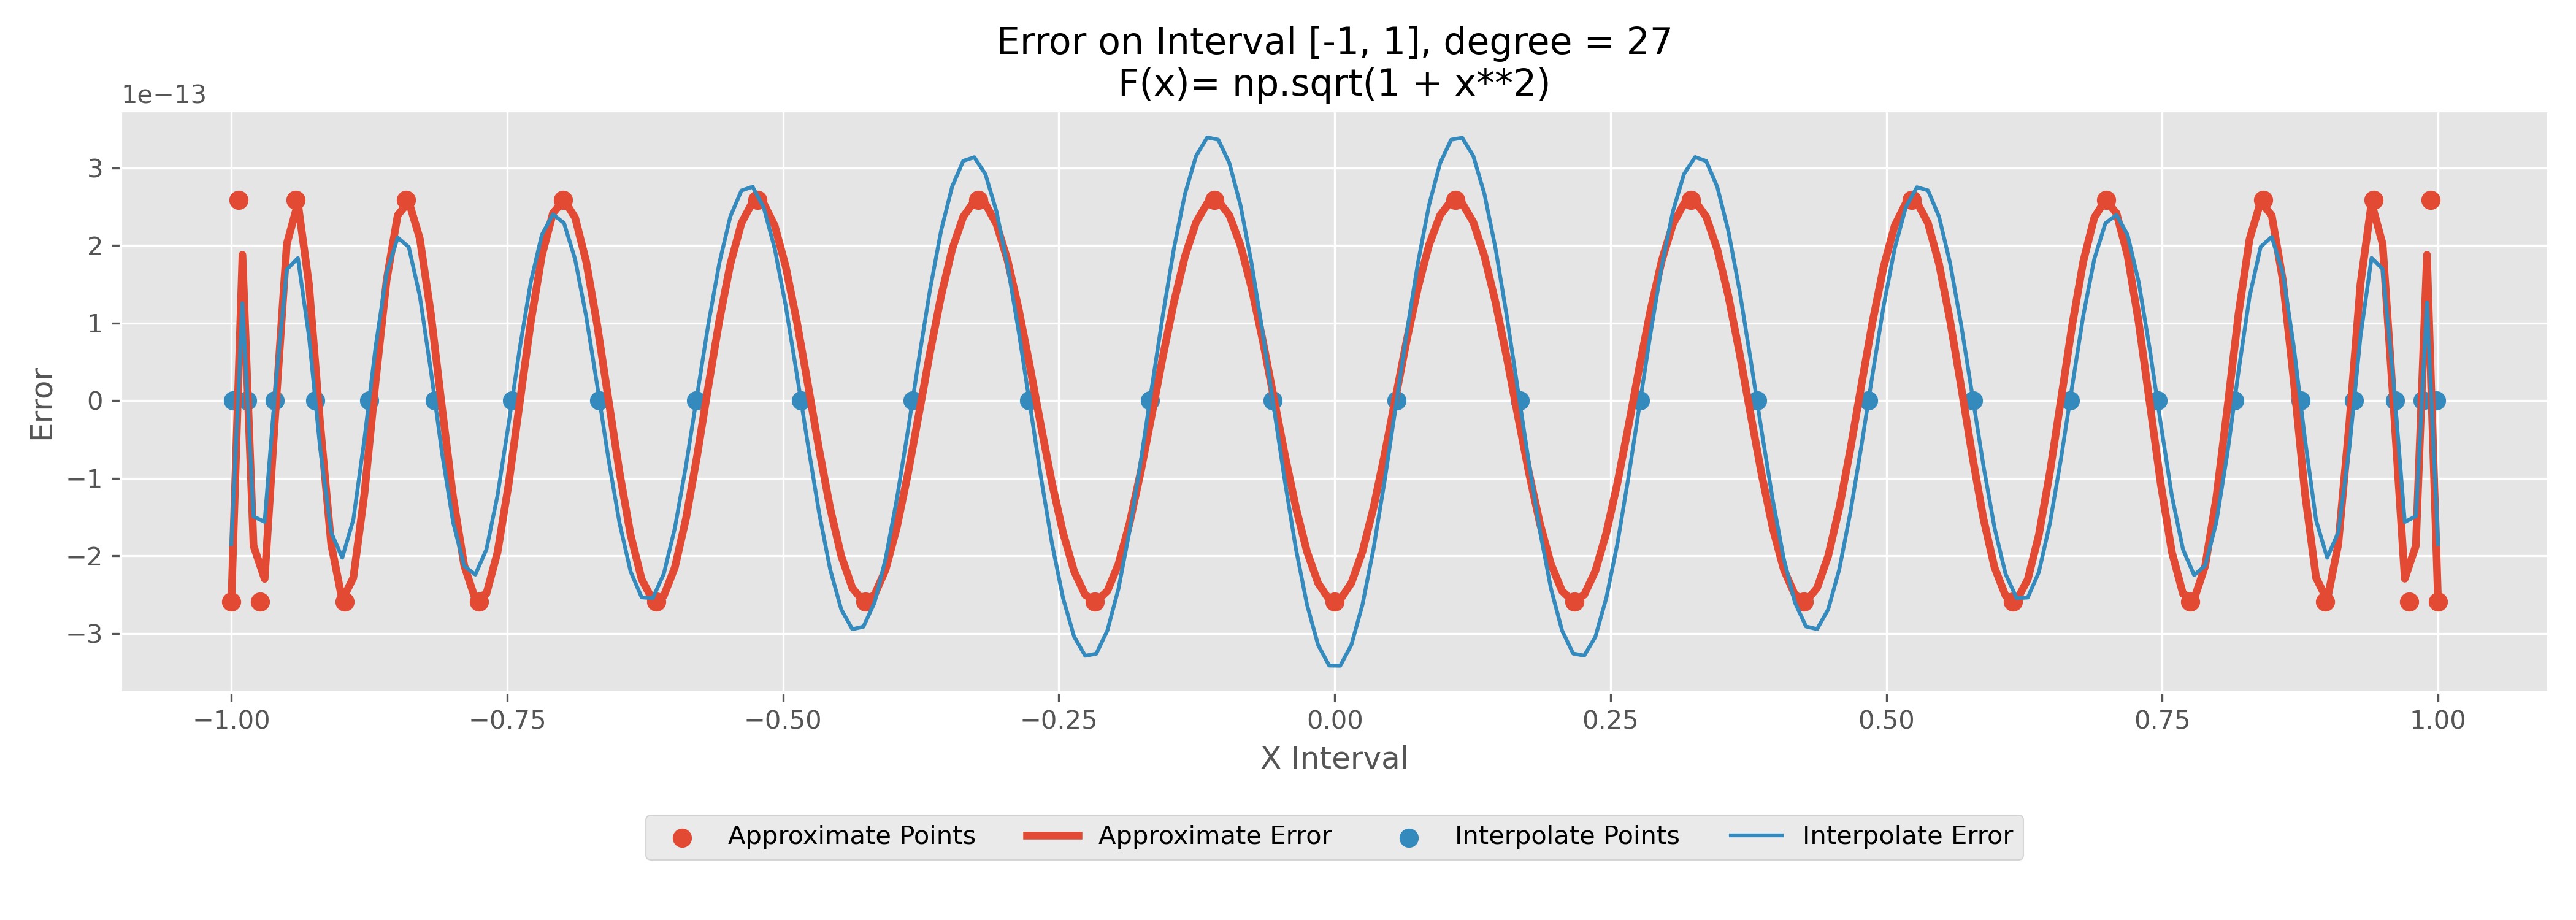 Error on Interval [-1, 1], degree = 27
F(x)= np.sqrt(1 + x**2)
1e−13
3
2
1
0
−1
−2
−3
Error
−1.00 −0.75 −0.50 −0.25 0.00 0.25 0.50 0.75 1.00
X Interval
Approximate Points Approximate Error Interpolate Points Interpolate Error